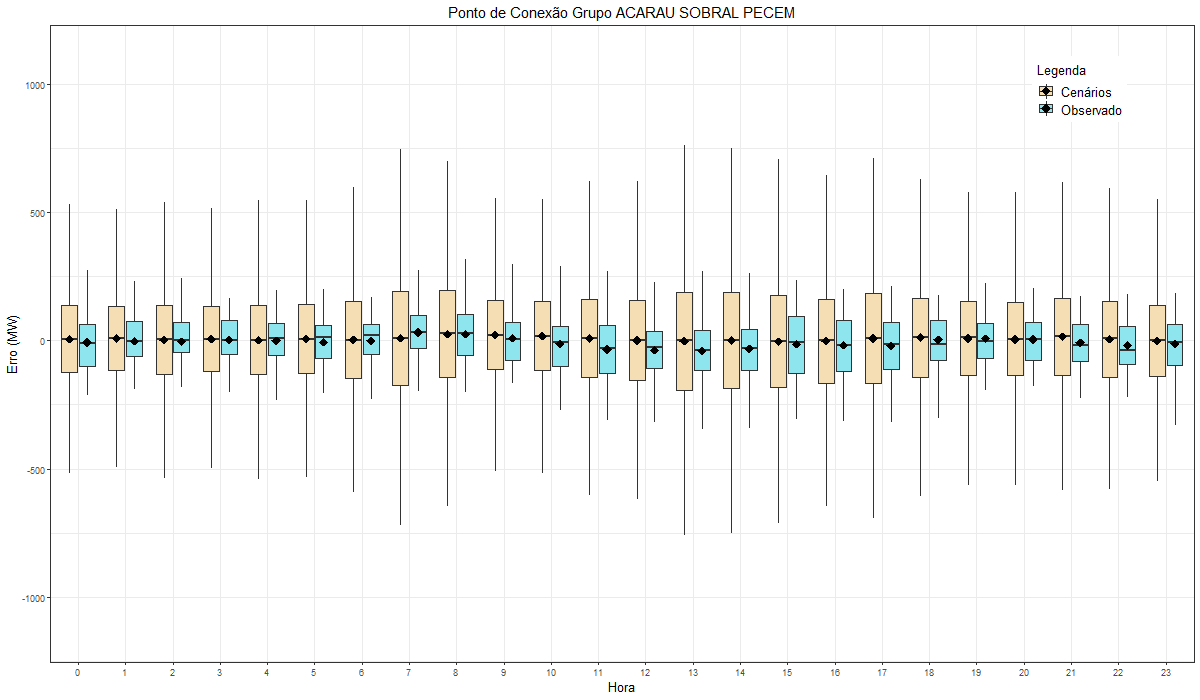 Ponto de Conexão Grupo ACARAU SOBRAL PECEM
Legenda
Cenários
Observado
Erro (MW)
1000
500
0
-500
-1000
0 1 2 3 4 5 6 7 8 9 10 11 12 13 14 15 16 17 18 19 20 21 22 23
Hora